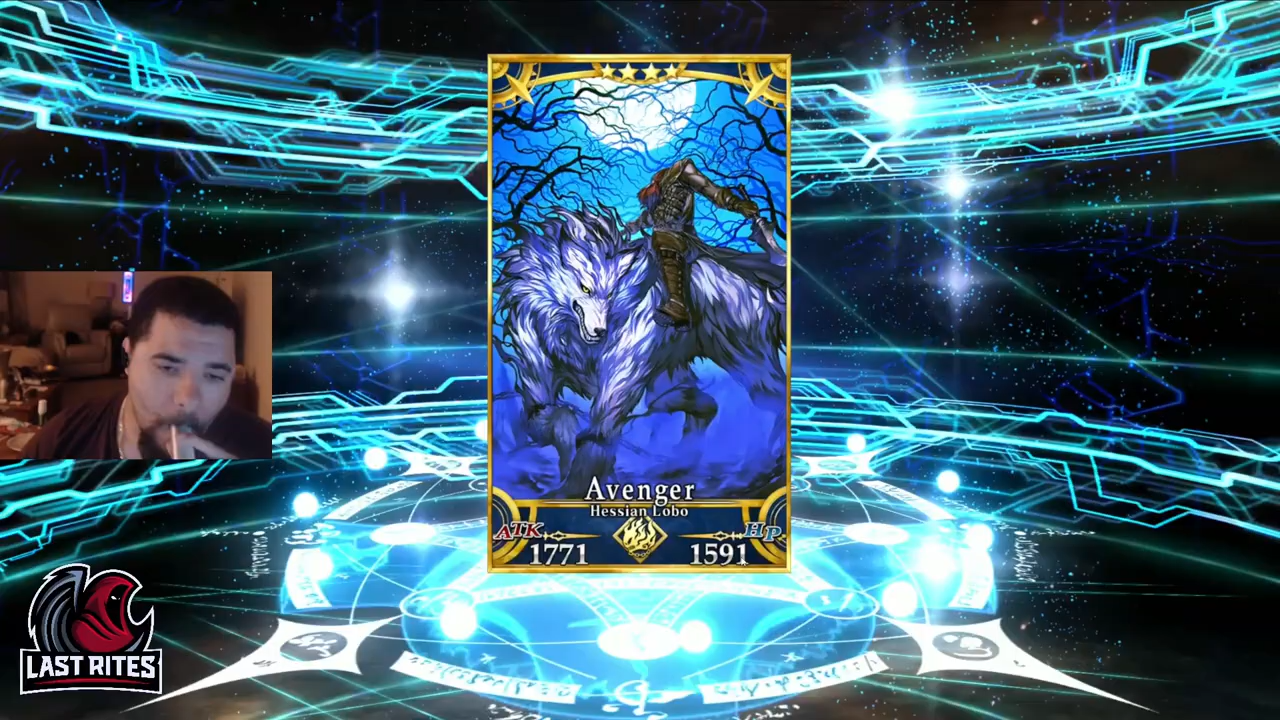 Avenger
Hessian Lobo
ATK
HP
1771
1591
LAST RITES